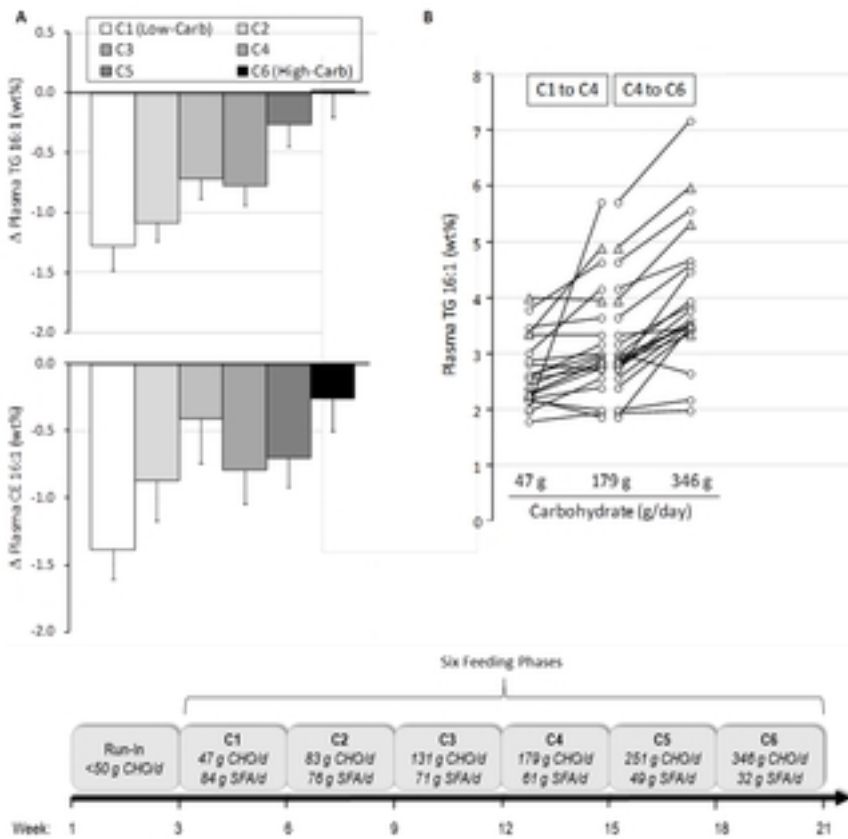 A
0.5
C1 (Low-Carb) C2
C3 C4
C5 C6 (High-Carb)
0.0
-0.5
-1.0
-1.5
-2.0
Δ Plasma TG 16:1 (wt%)
0.0
-0.5
-1.0
-1.5
-2.0
Δ Plasma CE 16:1 (wt%)
B
8
7
6
5
4
3
2
1
0
Plasma TG 16:1 (wt%)
C1 to C4 C4 to C6
47 g 179 g 346 g
Carbohydrate (g/day)
Six Feeding Phases
Run-In
<50 g CHO/d
C1
47 g CHO/d
84 g SFA/d
C2
83 g CHO/d
76 g SFA/d
C3
131 g CHO/d
71 g SFA/d
C4
179 g CHO/d
61 g SFA/d
C5
251 g CHO/d
49 g SFA/d
C6
346 g CHO/d
32 g SFA/d
Week: 1 3 6 9 12 15 18 21